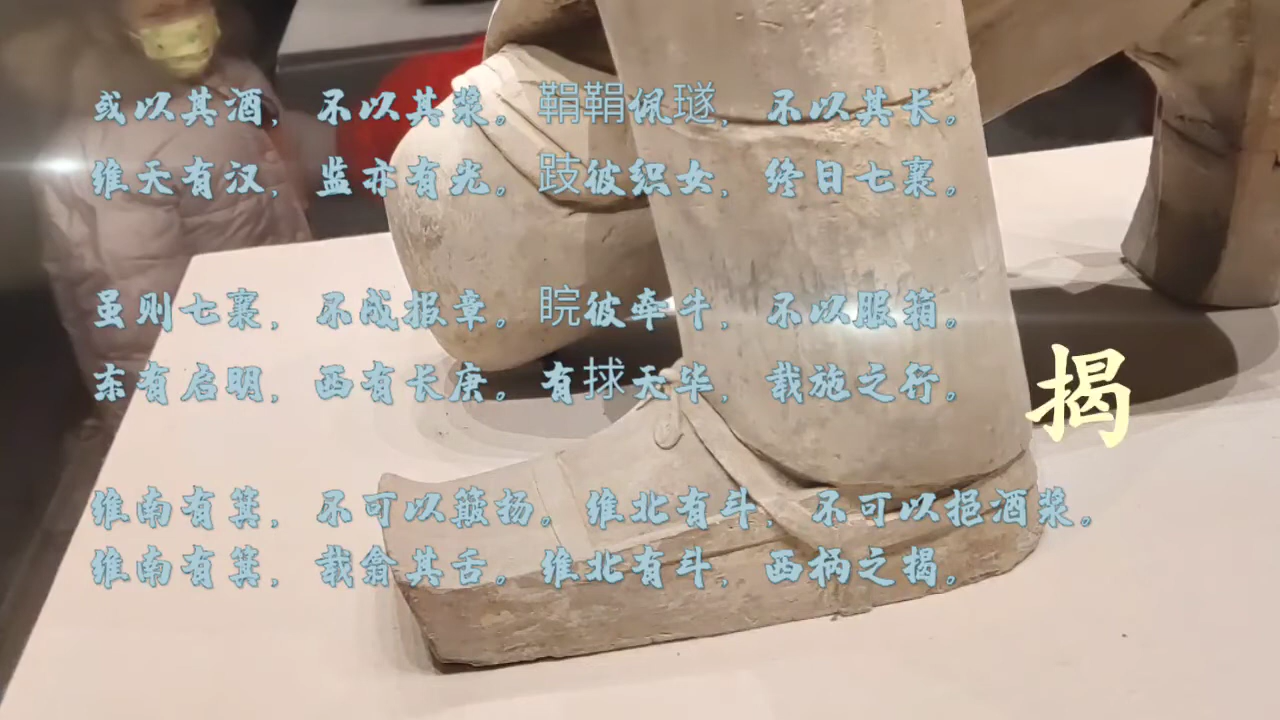 或以其酒，不以其浆。鞙鞙佩璲，不以其长。
维天有汉，监亦有光。跂彼织女，终日七襄。
虽则七襄，不成报章。睆彼牵牛，不以服箱。
东有启明，西有长庚。有捄天毕，载施之行。
揭
维南有箕，不可以簸扬。维北有斗，不可以挹酒浆。
维南有箕，载翕其舌。维北有斗，西柄之揭。